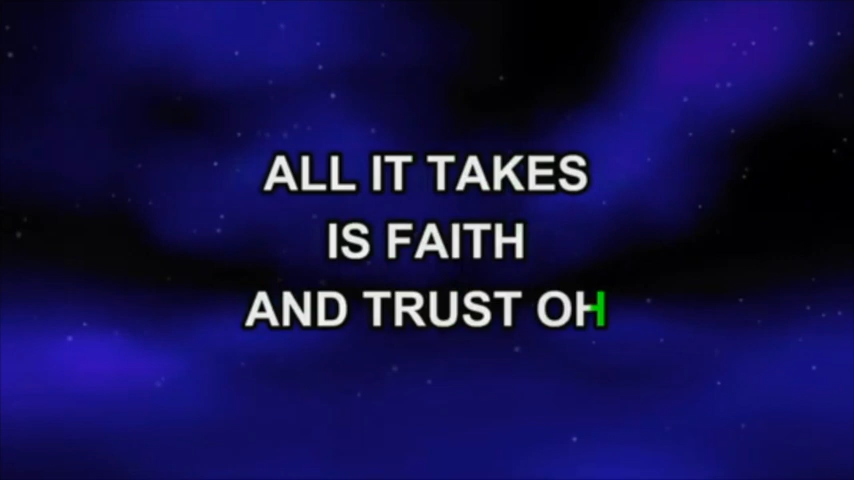 ALL IT TAKES
IS FAITH
AND TRUST OH